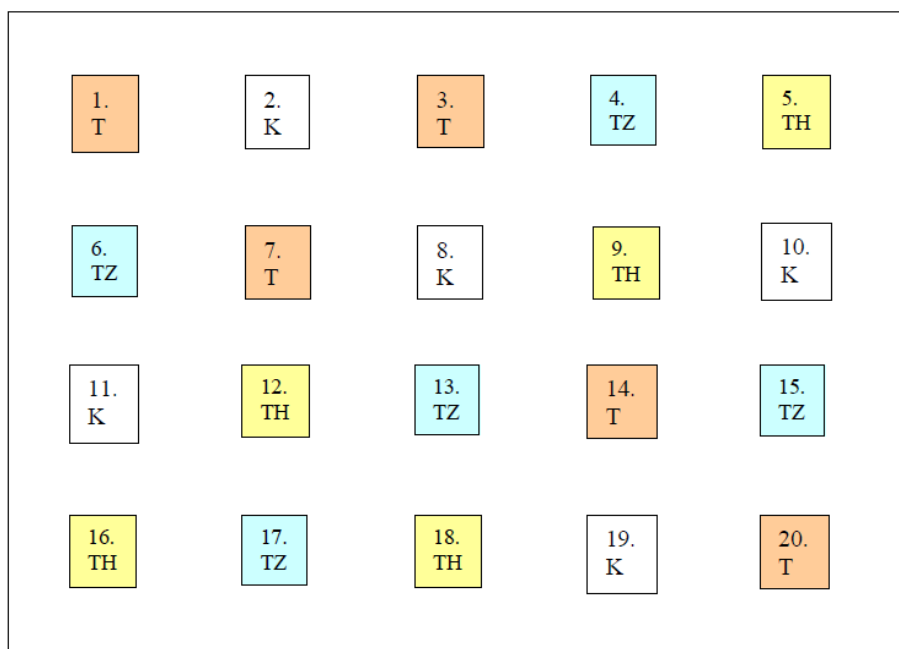 1.
T
2.
K
3.
T
4.
TZ
5.
TH
6.
TZ
7.
T
8.
K
9.
TH
10.
K
11.
K
12.
TH
13.
TZ
14.
T
15.
TZ
16.
TH
17.
TZ
18.
TH
19.
K
20.
T